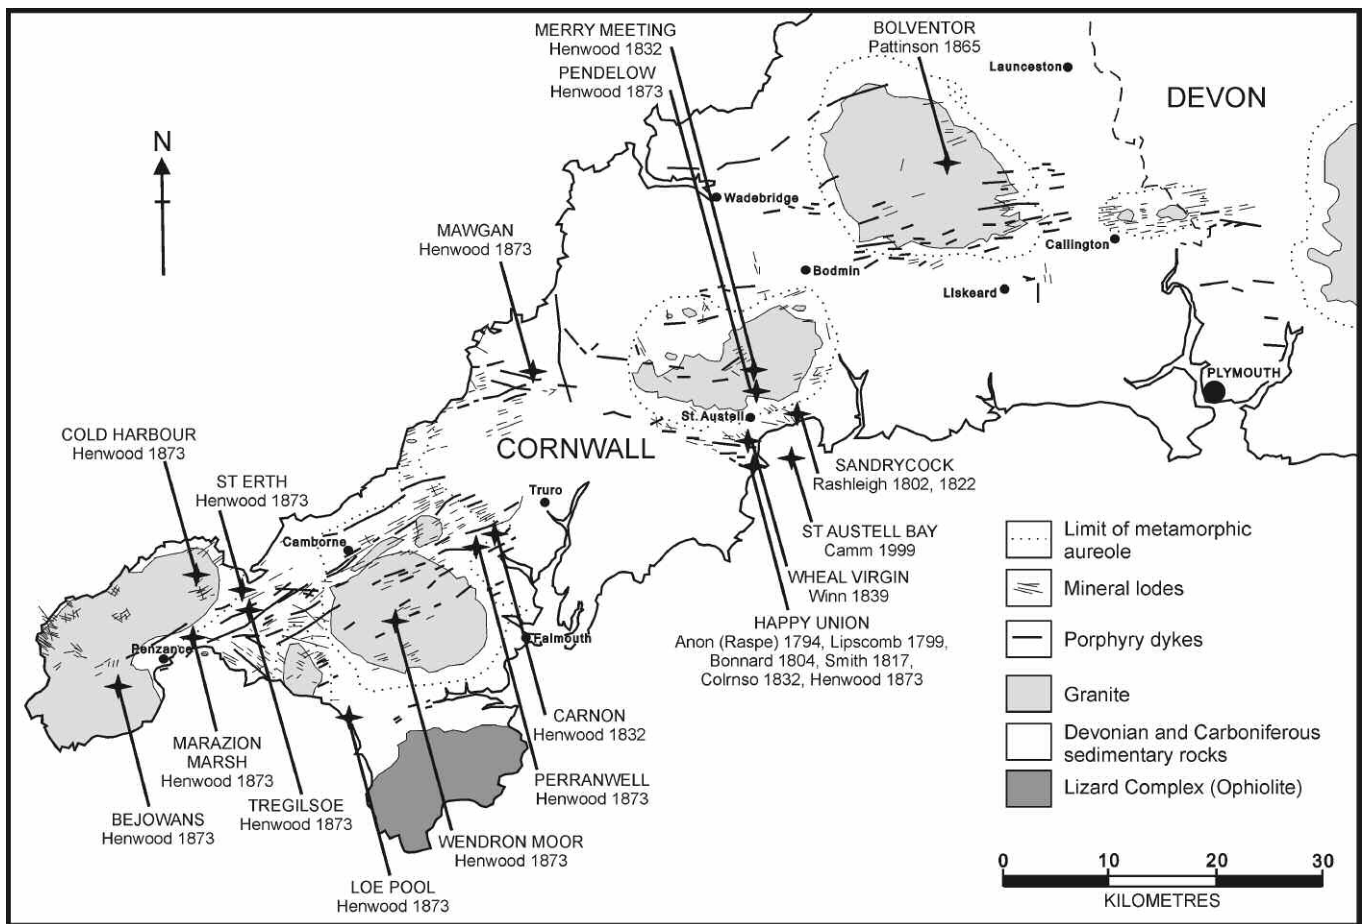 MERRY MEETING
Henwood 1832
PENDELOW
Henwood 1873
BOLVENTOR
Pattinson 1865
Launceston
DEVON
N
Wadebridge
MAWGAN
Henwood 1873
Callington
Bodmin
Liskeard
PLYMOUTH
St. Austell
COLD HARBOUR
Henwood 1873
CORNWALL
ST ERTH
Henwood 1873
SANDRYCOCK
Rashleigh 1802, 1822
Truro
Camborne
ST AUSTELL BAY
Camm 1999
WHEAL VIRGIN
Winn 1839
HAPPY UNION
Anon (Raspe) 1794, Lipscomb 1799,
Bonnard 1804, Smith 1817,
Colrnso 1832, Henwood 1873
Falmouth
Penzance
CARNON
Henwood 1832
MARAZION
MARSH
Henwood 1873
PERRANWELL
Henwood 1873
TREGILSOE
Henwood 1873
BEJOWANS
Henwood 1873
WENDRON MOOR
Henwood 1873
LOE POOL
Henwood 1873
Limit of metamorphic
aureole
Mineral lodes
Porphyry dykes
Granite
Devonian and Carboniferous
sedimentary rocks
Lizard Complex (Ophiolite)
0 10 20 30
KILOMETRES